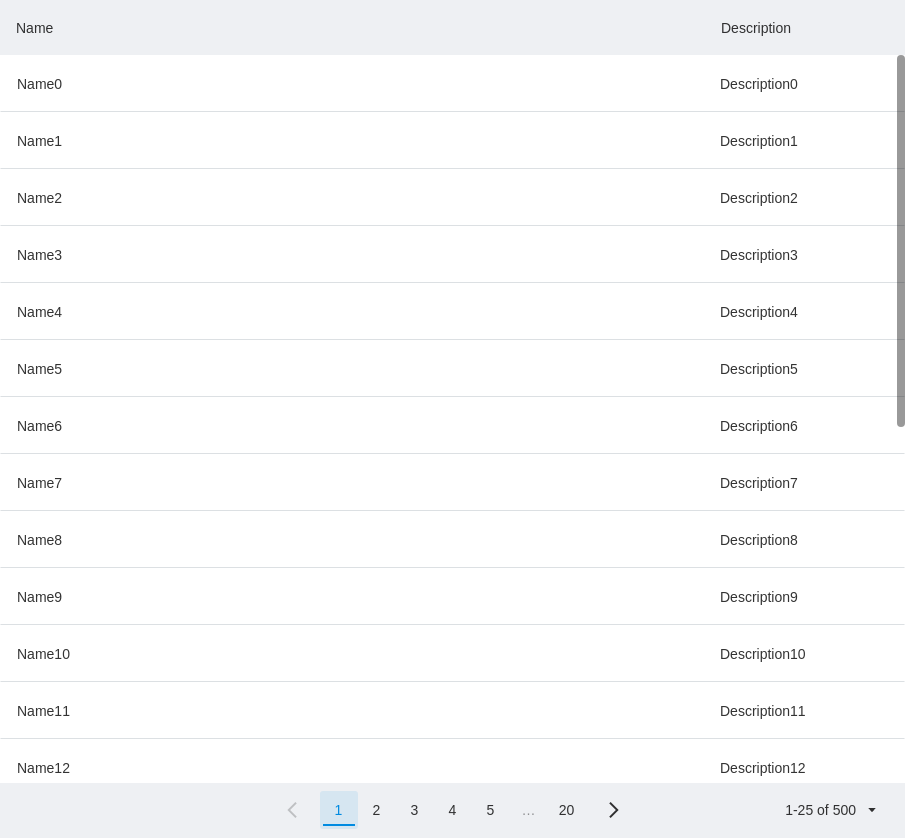 Name Description
Name0 Description0
Name1 Description1
Name2 Description2
Name3 Description3
Name4 Description4
Name5 Description5
Name6 Description6
Name7 Description7
Name8 Description8
Name9 Description9
Name10 Description10
Name11 Description11
Name12 Description12
1 2 3 4 5 ... 20 1-25 of 500